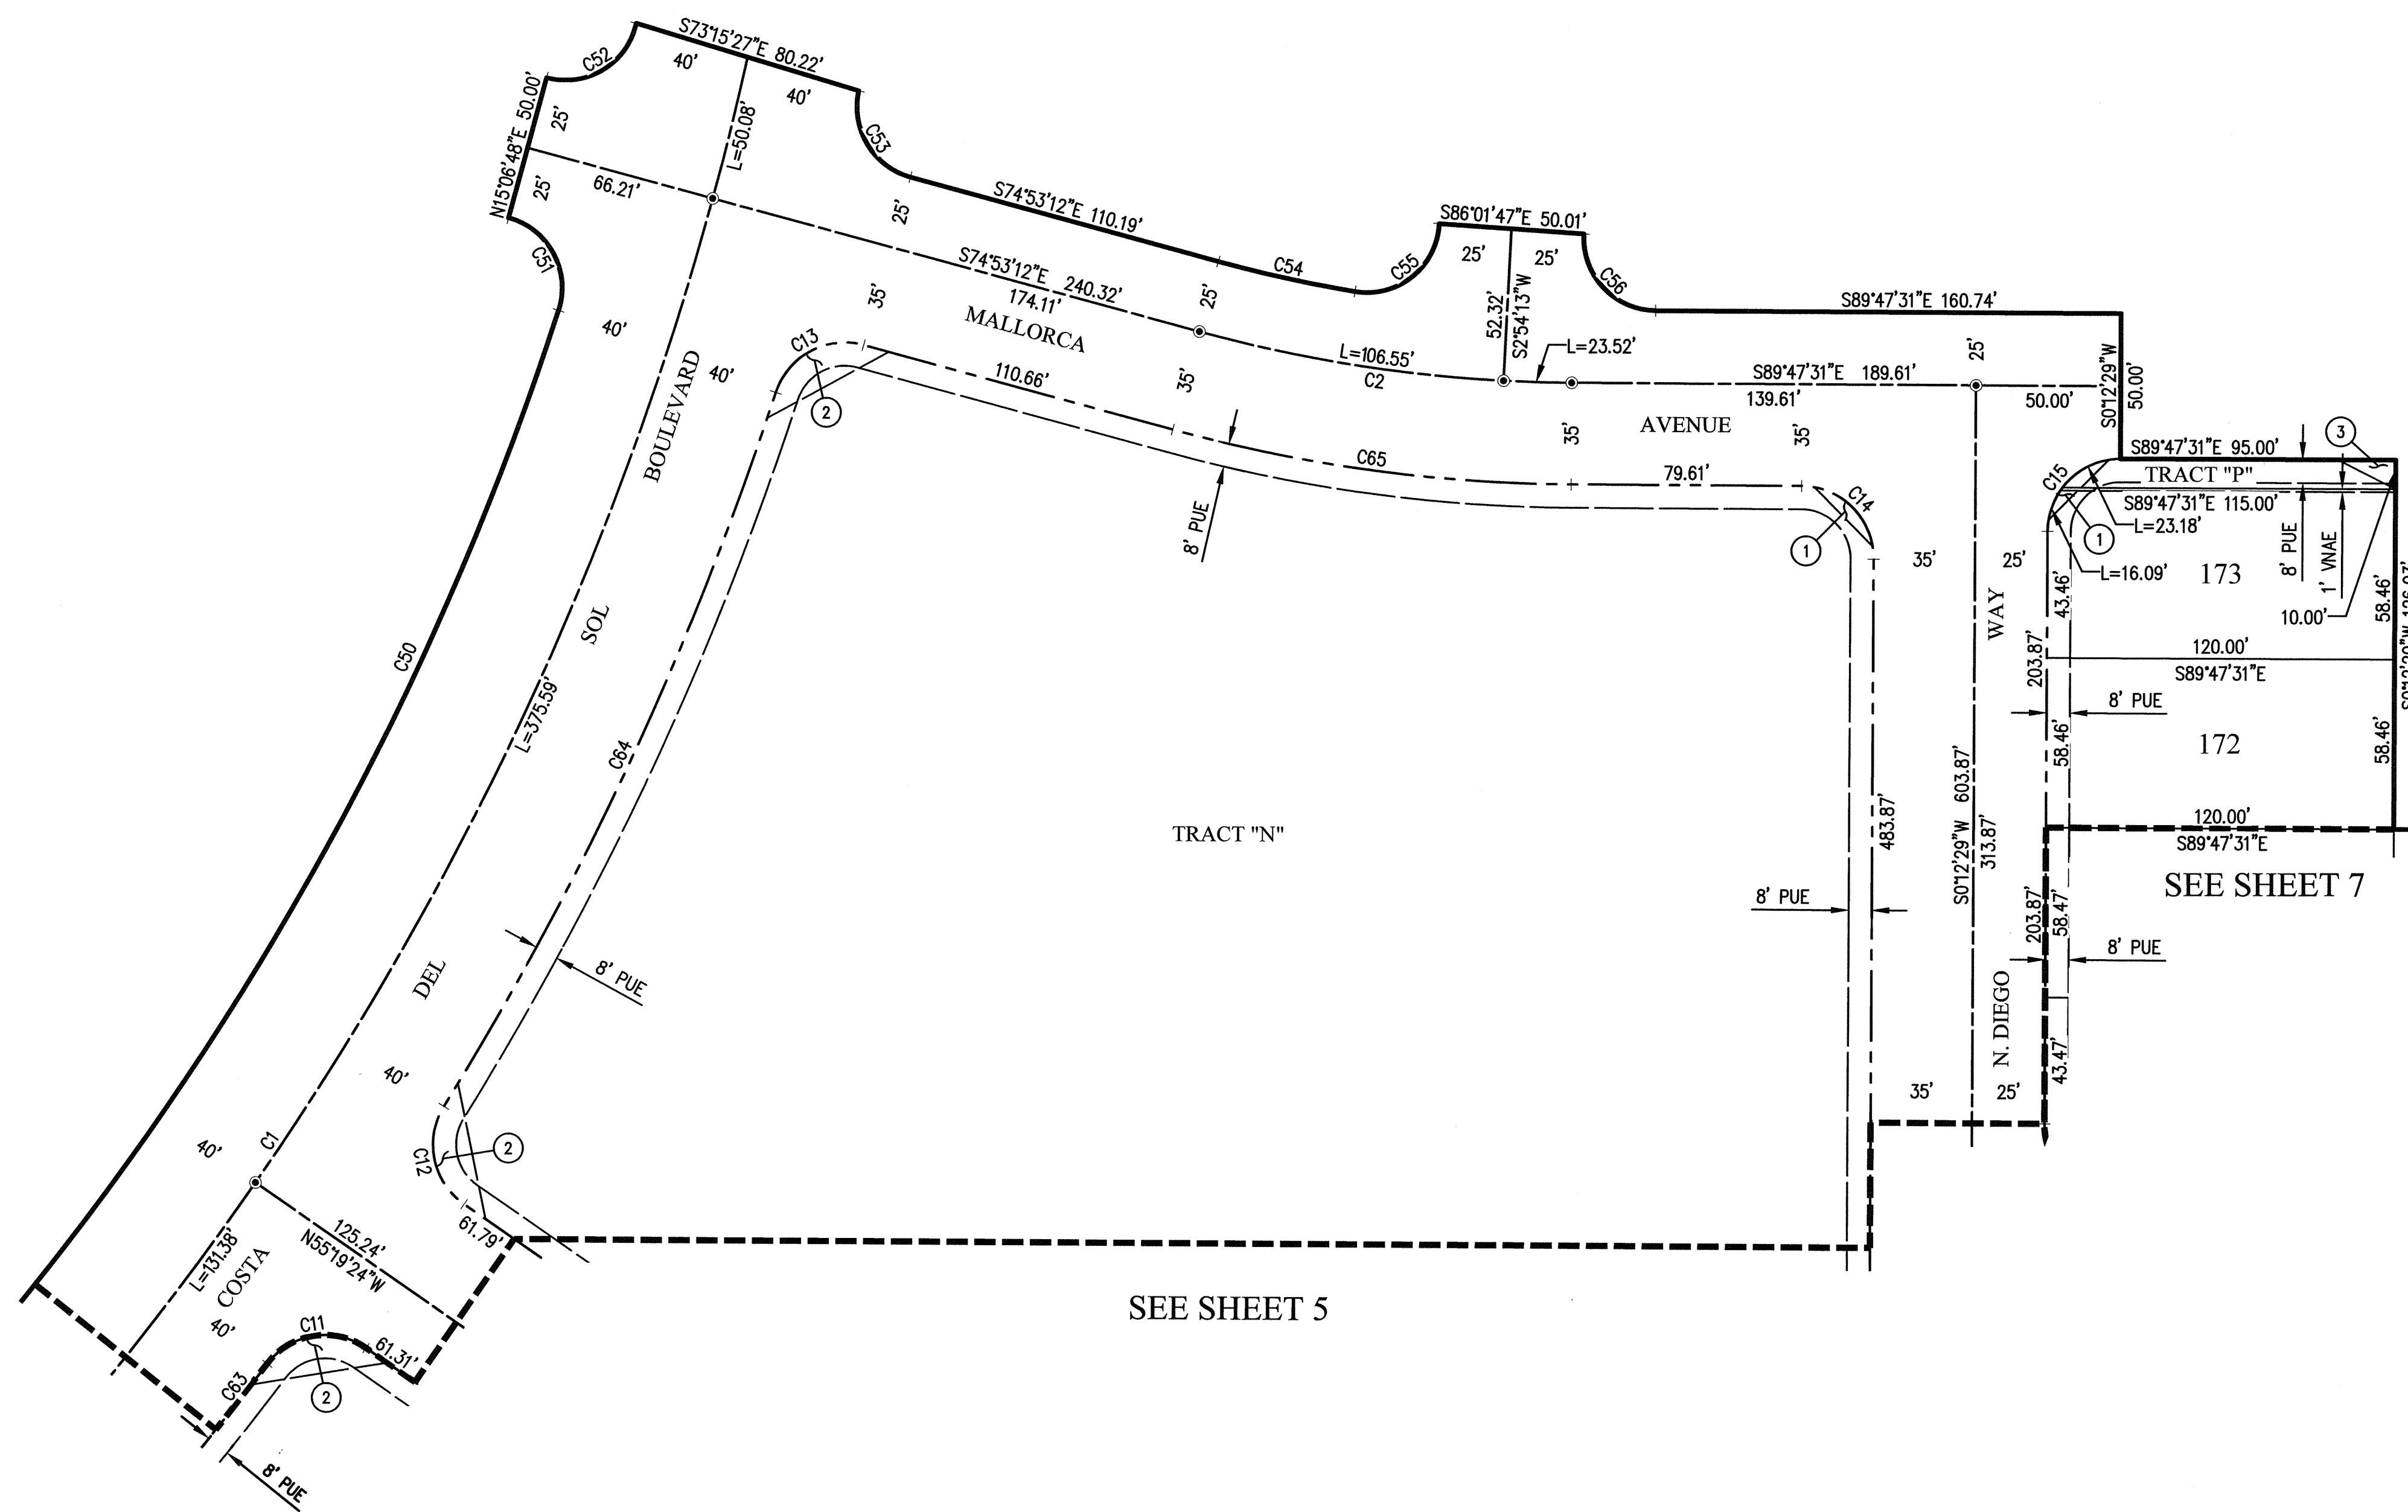 S73°15'27"E 80.22'
C52
40'
40'
N15°06'48"E 50.00'
25'
25'
L=50.08'
C53
66.21'
C51
S74°53'12"E 110.19'
25'
S74°53'12"E 240.32'
174.11'
MALLORCA
35'
25'
C54
C55
S86°01'47"E 50.01'
25'
25'
C56
52.32'
S2°54'13"W
L=23.52'
S89°47'31"E 160.74'
25'
S0°12'29"W
50.00'
L=106.55'
C2
S89°47'31"E 189.61'
139.61'
50.00'
AVENUE
40'
40'
BOULEVARD
C13
2
110.66'
35'
C65
35'
35'
79.61'
8' PUE
C14
1
S89°47'31"E 95.00'
3
TRACT "P"
S89°47'31"E 115.00'
C15
L=23.18'
1
L=16.09'
8' PUE
1' VNAE
10.00'
173
58.46'
35'
25'
43.46'
WAY
203.87'
120.00'
S89°47'31"E
8' PUE
172
58.46'
58.46'
120.00'
S89°47'31"E
SEE SHEET 7
C50
SOL
L=375.59'
C64
TRACT "N"
483.87'
S0°12'29"W 603.87'
313.87'
8' PUE
203.87'
58.47'
8' PUE
N. DIEGO
43.47'
35'
25'
DEL
8' PUE
40'
40'
C1
C12
2
61.79'
125.24'
N55°19'24"W
L=131.38'
COSTA
40'
C11
61.31'
C63
2
8' PUE
SEE SHEET 5